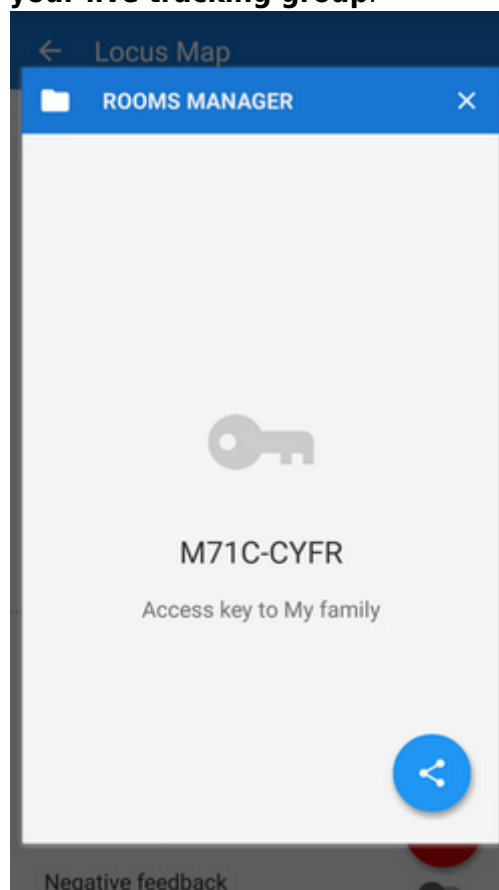 your live tracking group.
Locus Map
ROOMS MANAGER
M71C-CYFR
Access key to My family
Negative feedback